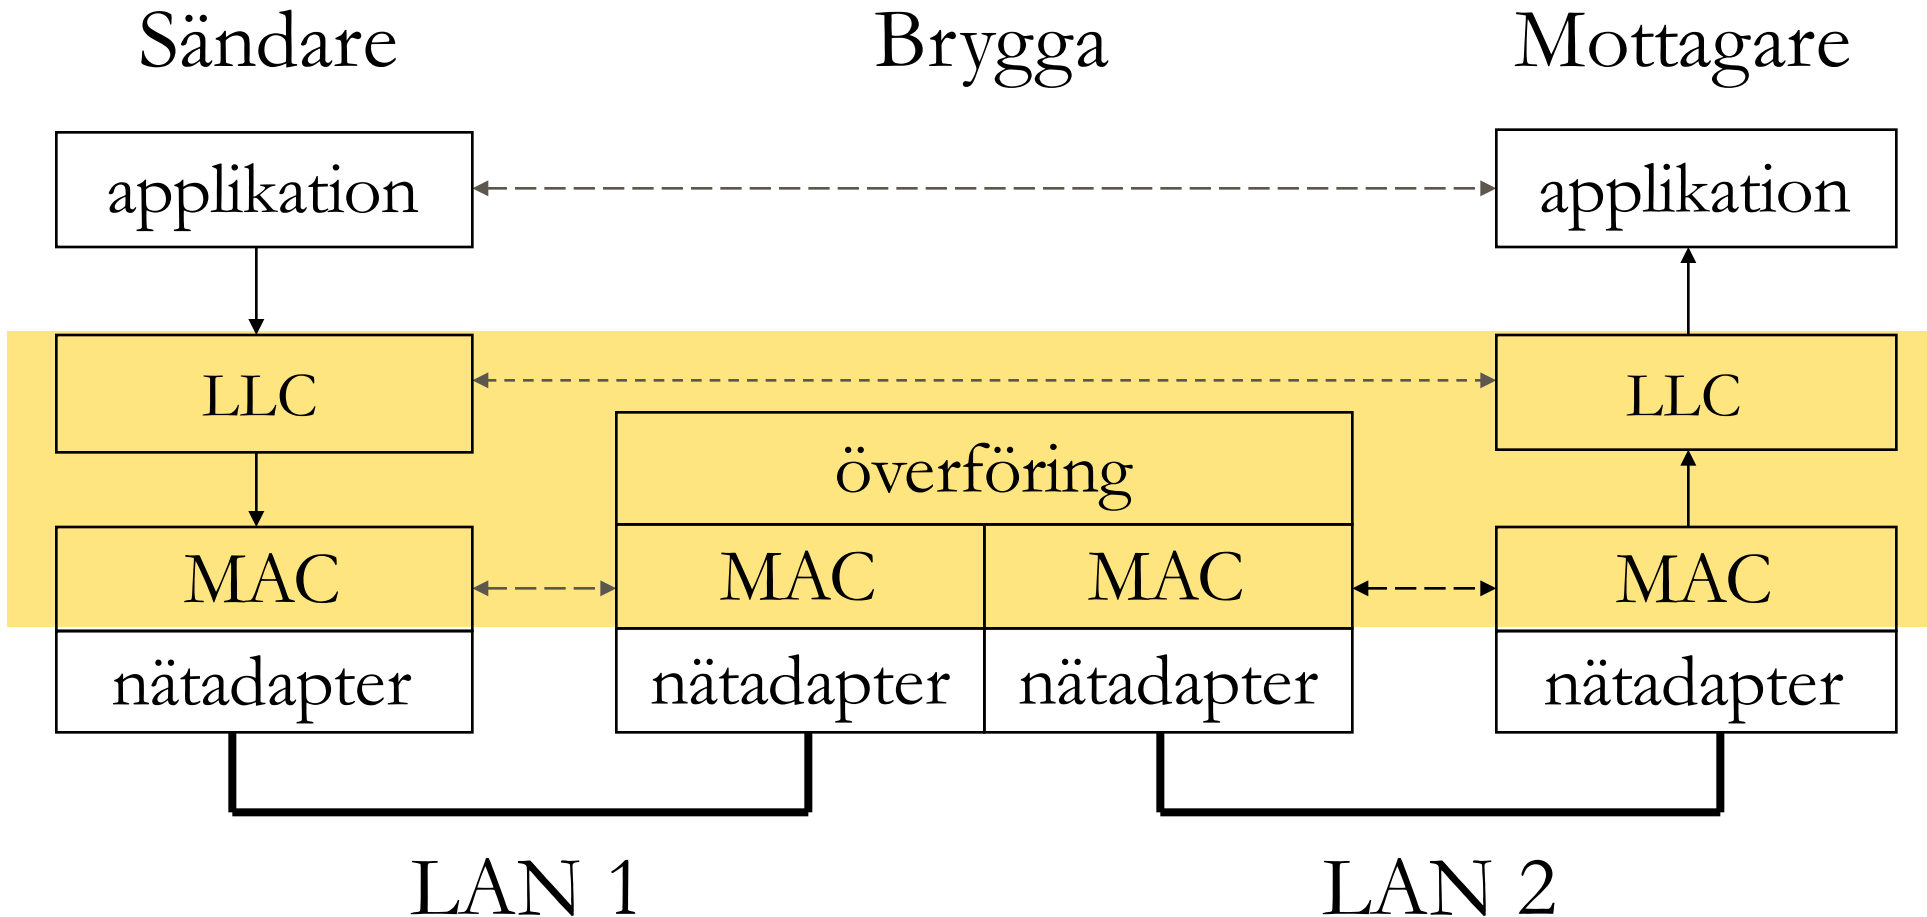 Sändare
Brygga
Mottagare
applikation
applikation
LLC
LLC
överföring
MAC
MAC
MAC
MAC
nätadapter
nätadapter
nätadapter
nätadapter
LAN 1
LAN 2